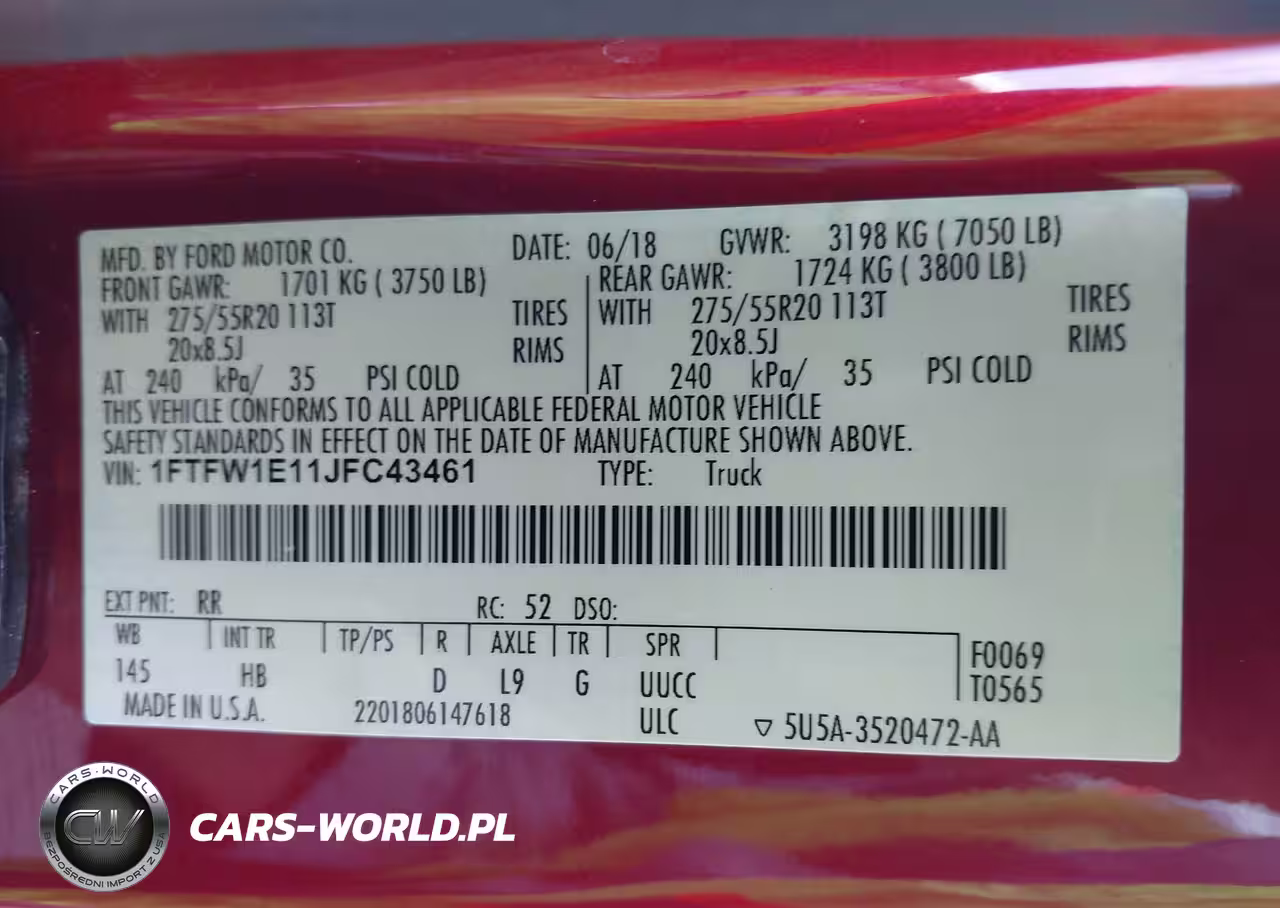 MFD. BY FORD MOTOR CO. DATE: 06/18 GVWR: 3198 KG ( 7050 LB)
FRONT GAWR: 1701 KG ( 3750 LB) REAR GAWR: 1724 KG ( 3800 LB)
WITH 275/55R20 113T TIRES WITH 275/55R20 113T TIRES
20x8.5J RIMS 20x8.5J RIMS
AT 240 kPa/ 35 PSI COLD AT 240 kPa/ 35 PSI COLD
THIS VEHICLE CONFORMS TO ALL APPLICABLE FEDERAL MOTOR VEHICLE
SAFETY STANDARDS IN EFFECT ON THE DATE OF MANUFACTURE SHOWN ABOVE.
VIN: 1FTFW1E11JFC43461 TYPE: Truck
EXT PNT: RR RC: 52 DSO:
WB INT TR TP/PS R AXLE TR SPR F0069
145 HB D L9 G UUCC T0565
MADE IN U.S.A. 2201806147618 ULC ▽ 5U5A-3520472-AA
CARS-WORLD
CW
BEZPOŚREDNI IMPORT Z USA
CARS-WORLD.PL